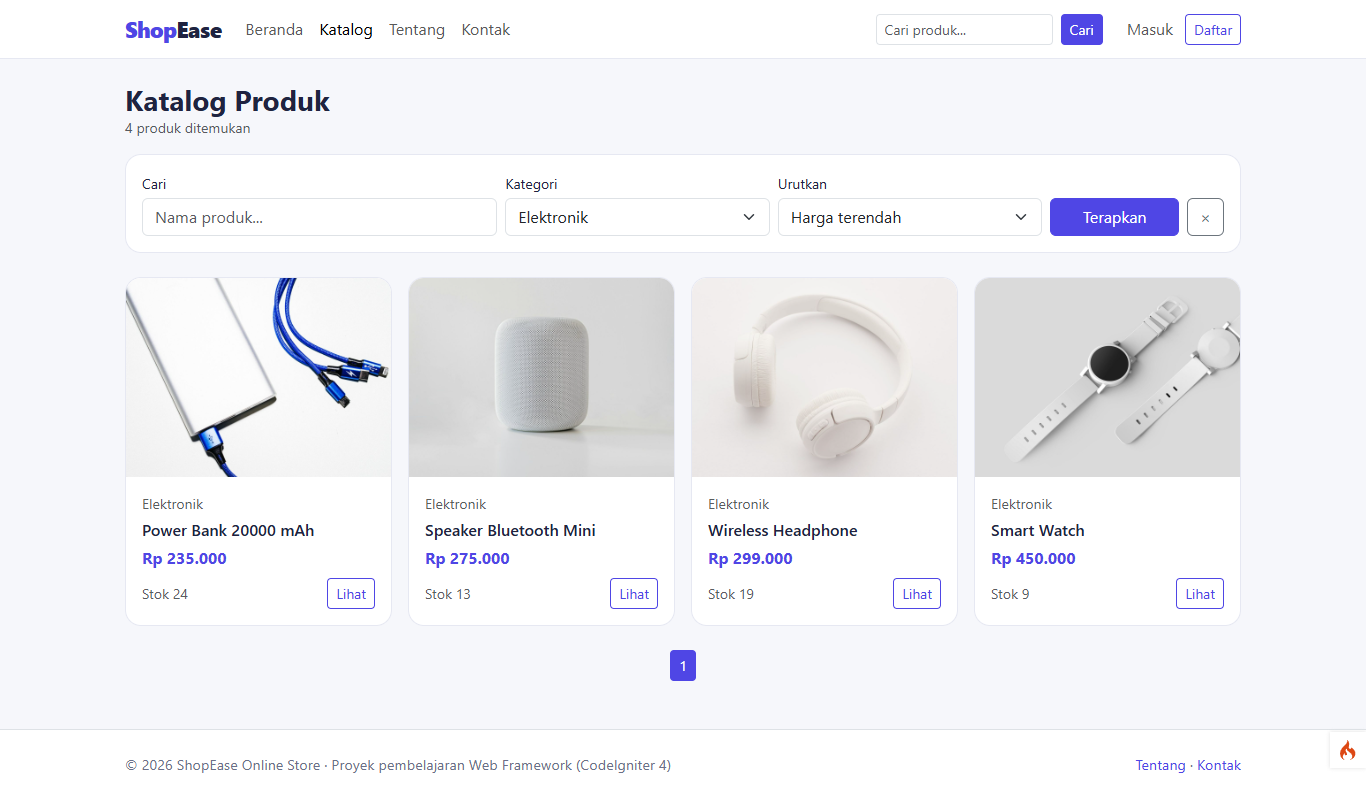 ShopEase Beranda Katalog Tentang Kontak Cari produk... Cari Masuk Daftar
Katalog Produk
4 produk ditemukan
Cari Kategori Urutkan
Nama produk... Elektronik Harga terendah Terapkan ×
Elektronik
Power Bank 20000 mAh
Rp 235.000
Stok 24 Lihat
Elektronik
Speaker Bluetooth Mini
Rp 275.000
Stok 13 Lihat
Elektronik
Wireless Headphone
Rp 299.000
Stok 19 Lihat
Elektronik
Smart Watch
Rp 450.000
Stok 9 Lihat
1
© 2026 ShopEase Online Store · Proyek pembelajaran Web Framework (CodeIgniter 4) Tentang · Kontak